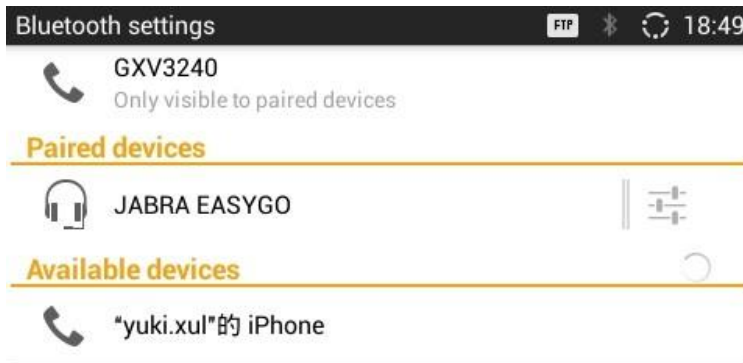 Bluetooth settings FTP 18:49
GXV3240
Only visible to paired devices
Paired devices
JABRA EASYGO
Available devices
“yuki.xul”的 iPhone